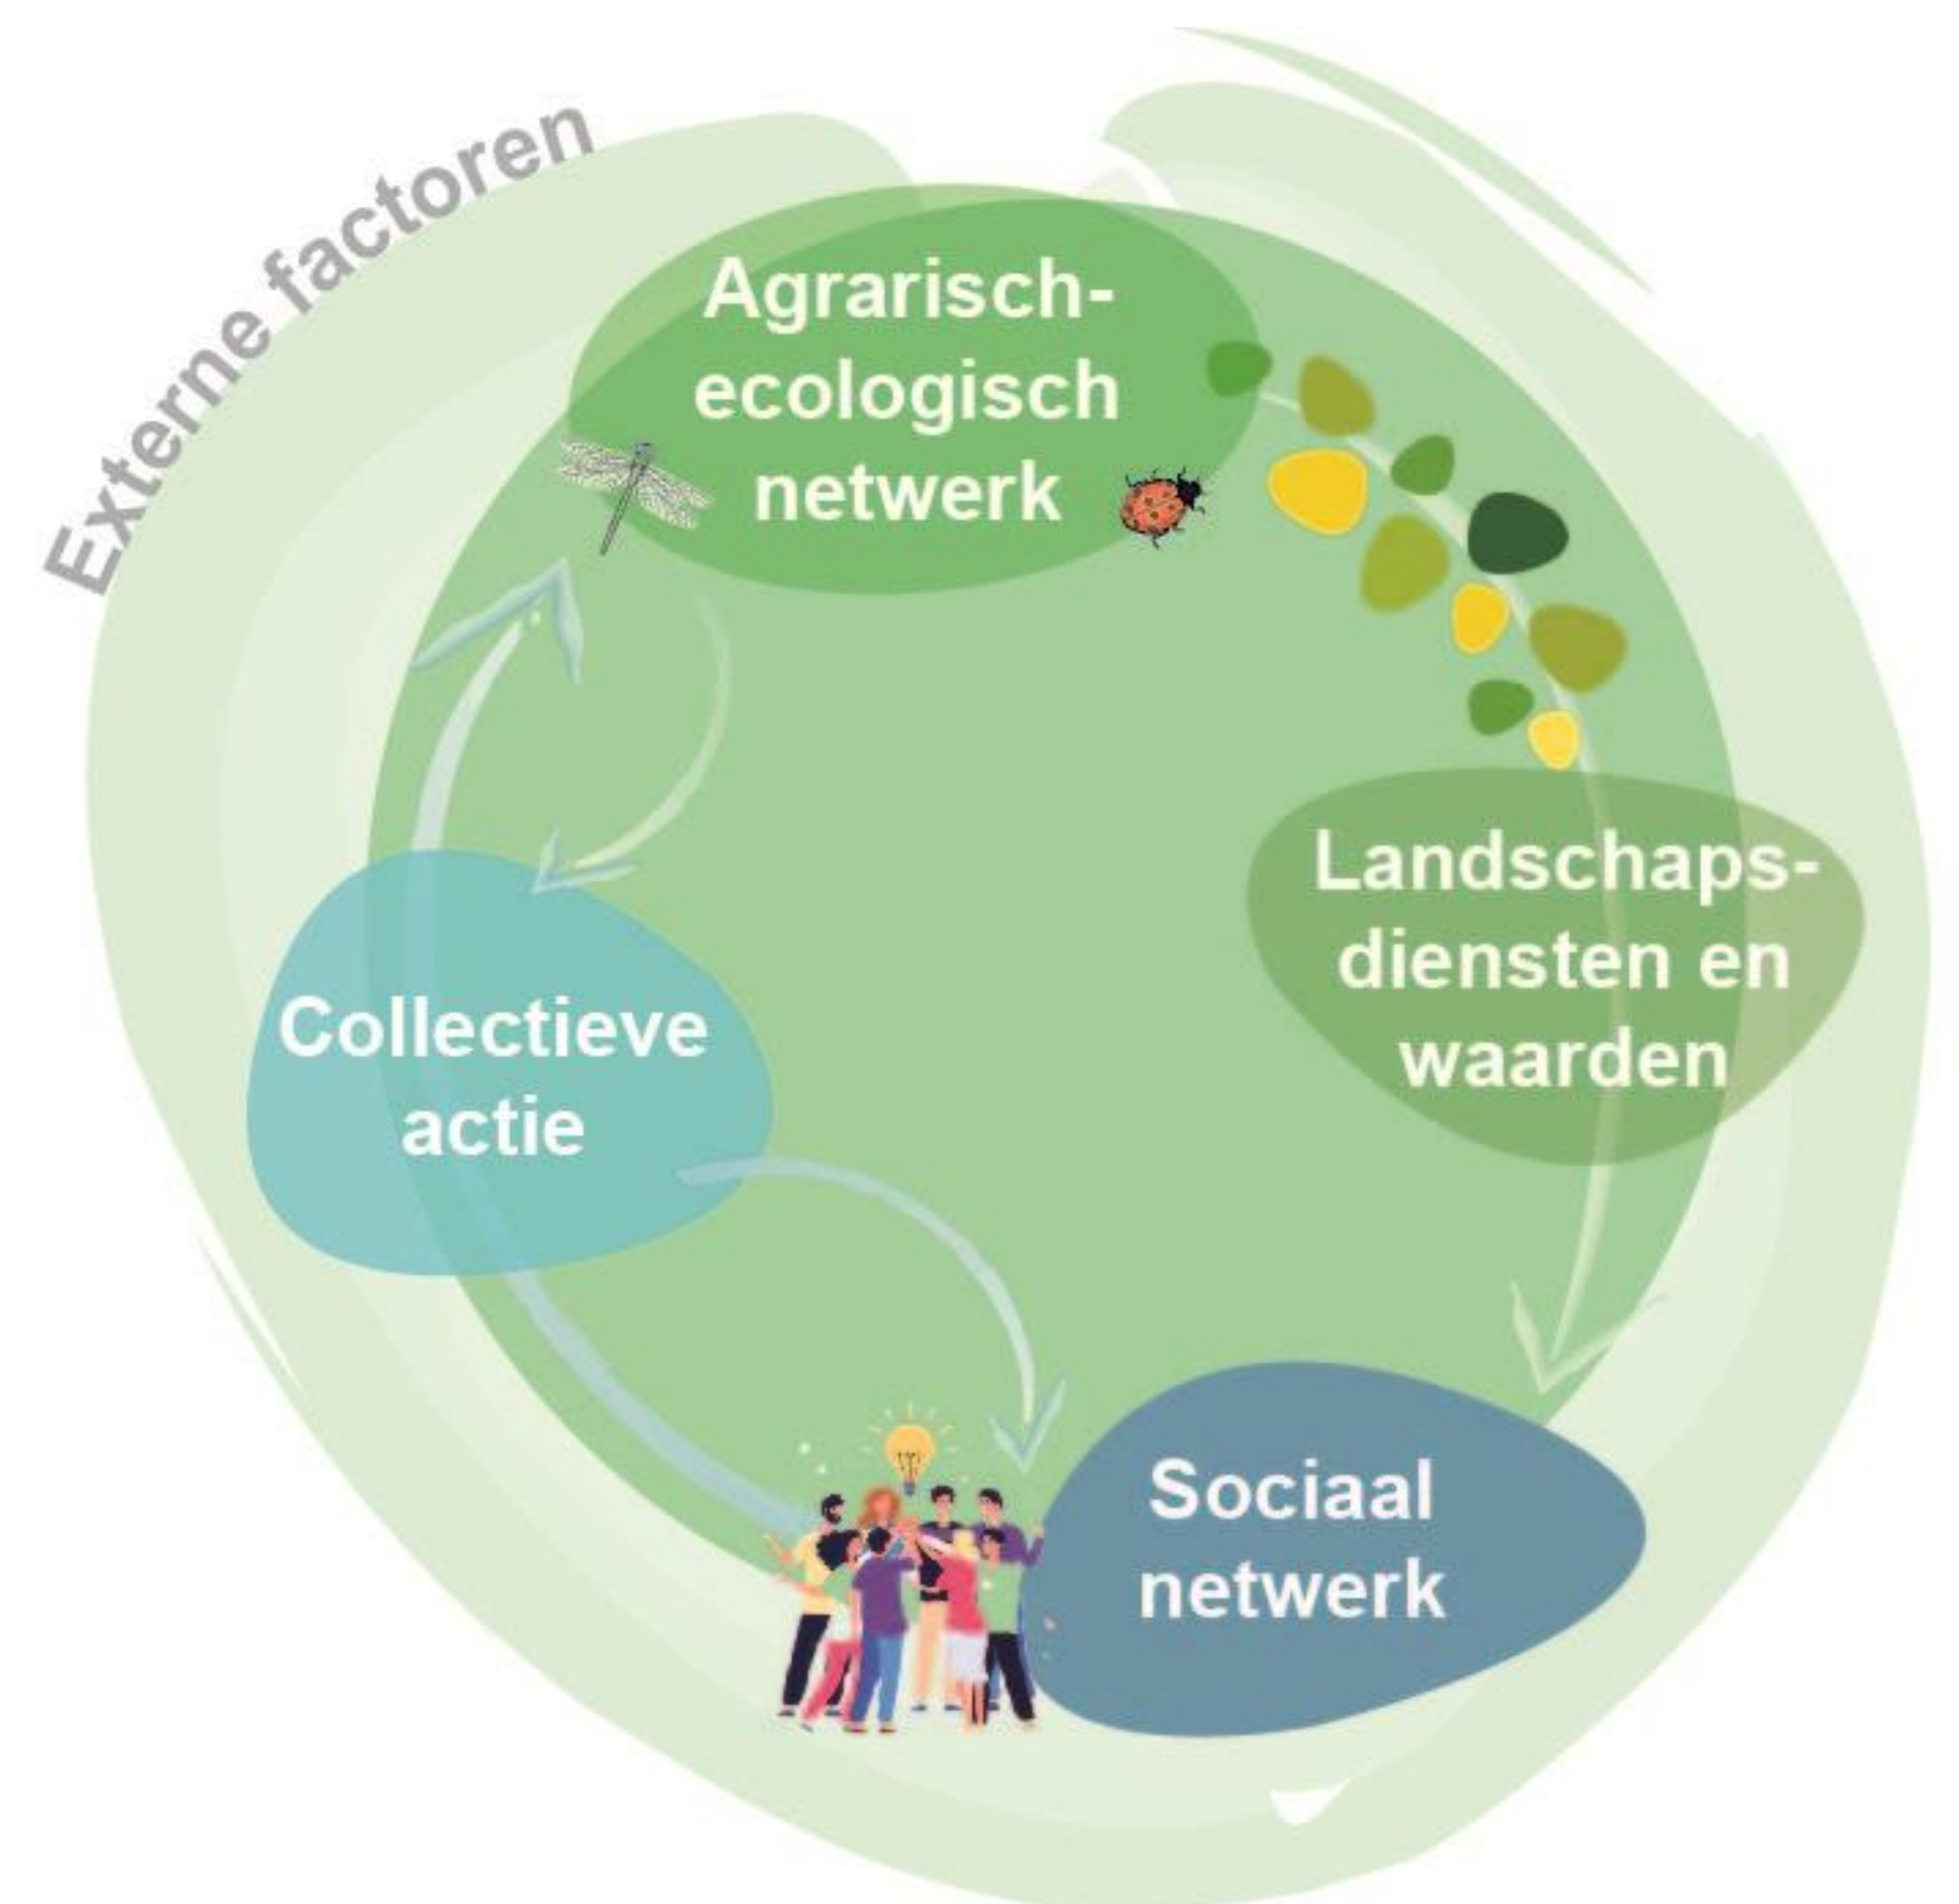 Externe factoren
Agrarisch-
ecologisch
netwerk
Landschaps-
diensten en
waarden
Collectieve
actie
Sociaal
netwerk